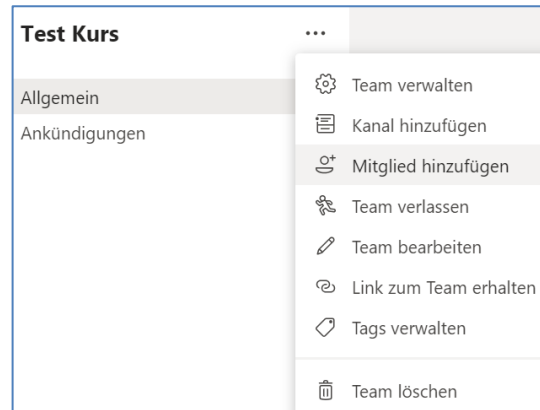 Test Kurs
...
Allgemein
Ankündigungen
Team verwalten
Kanal hinzufügen
Mitglied hinzufügen
Team verlassen
Team bearbeiten
Link zum Team erhalten
Tags verwalten
Team löschen